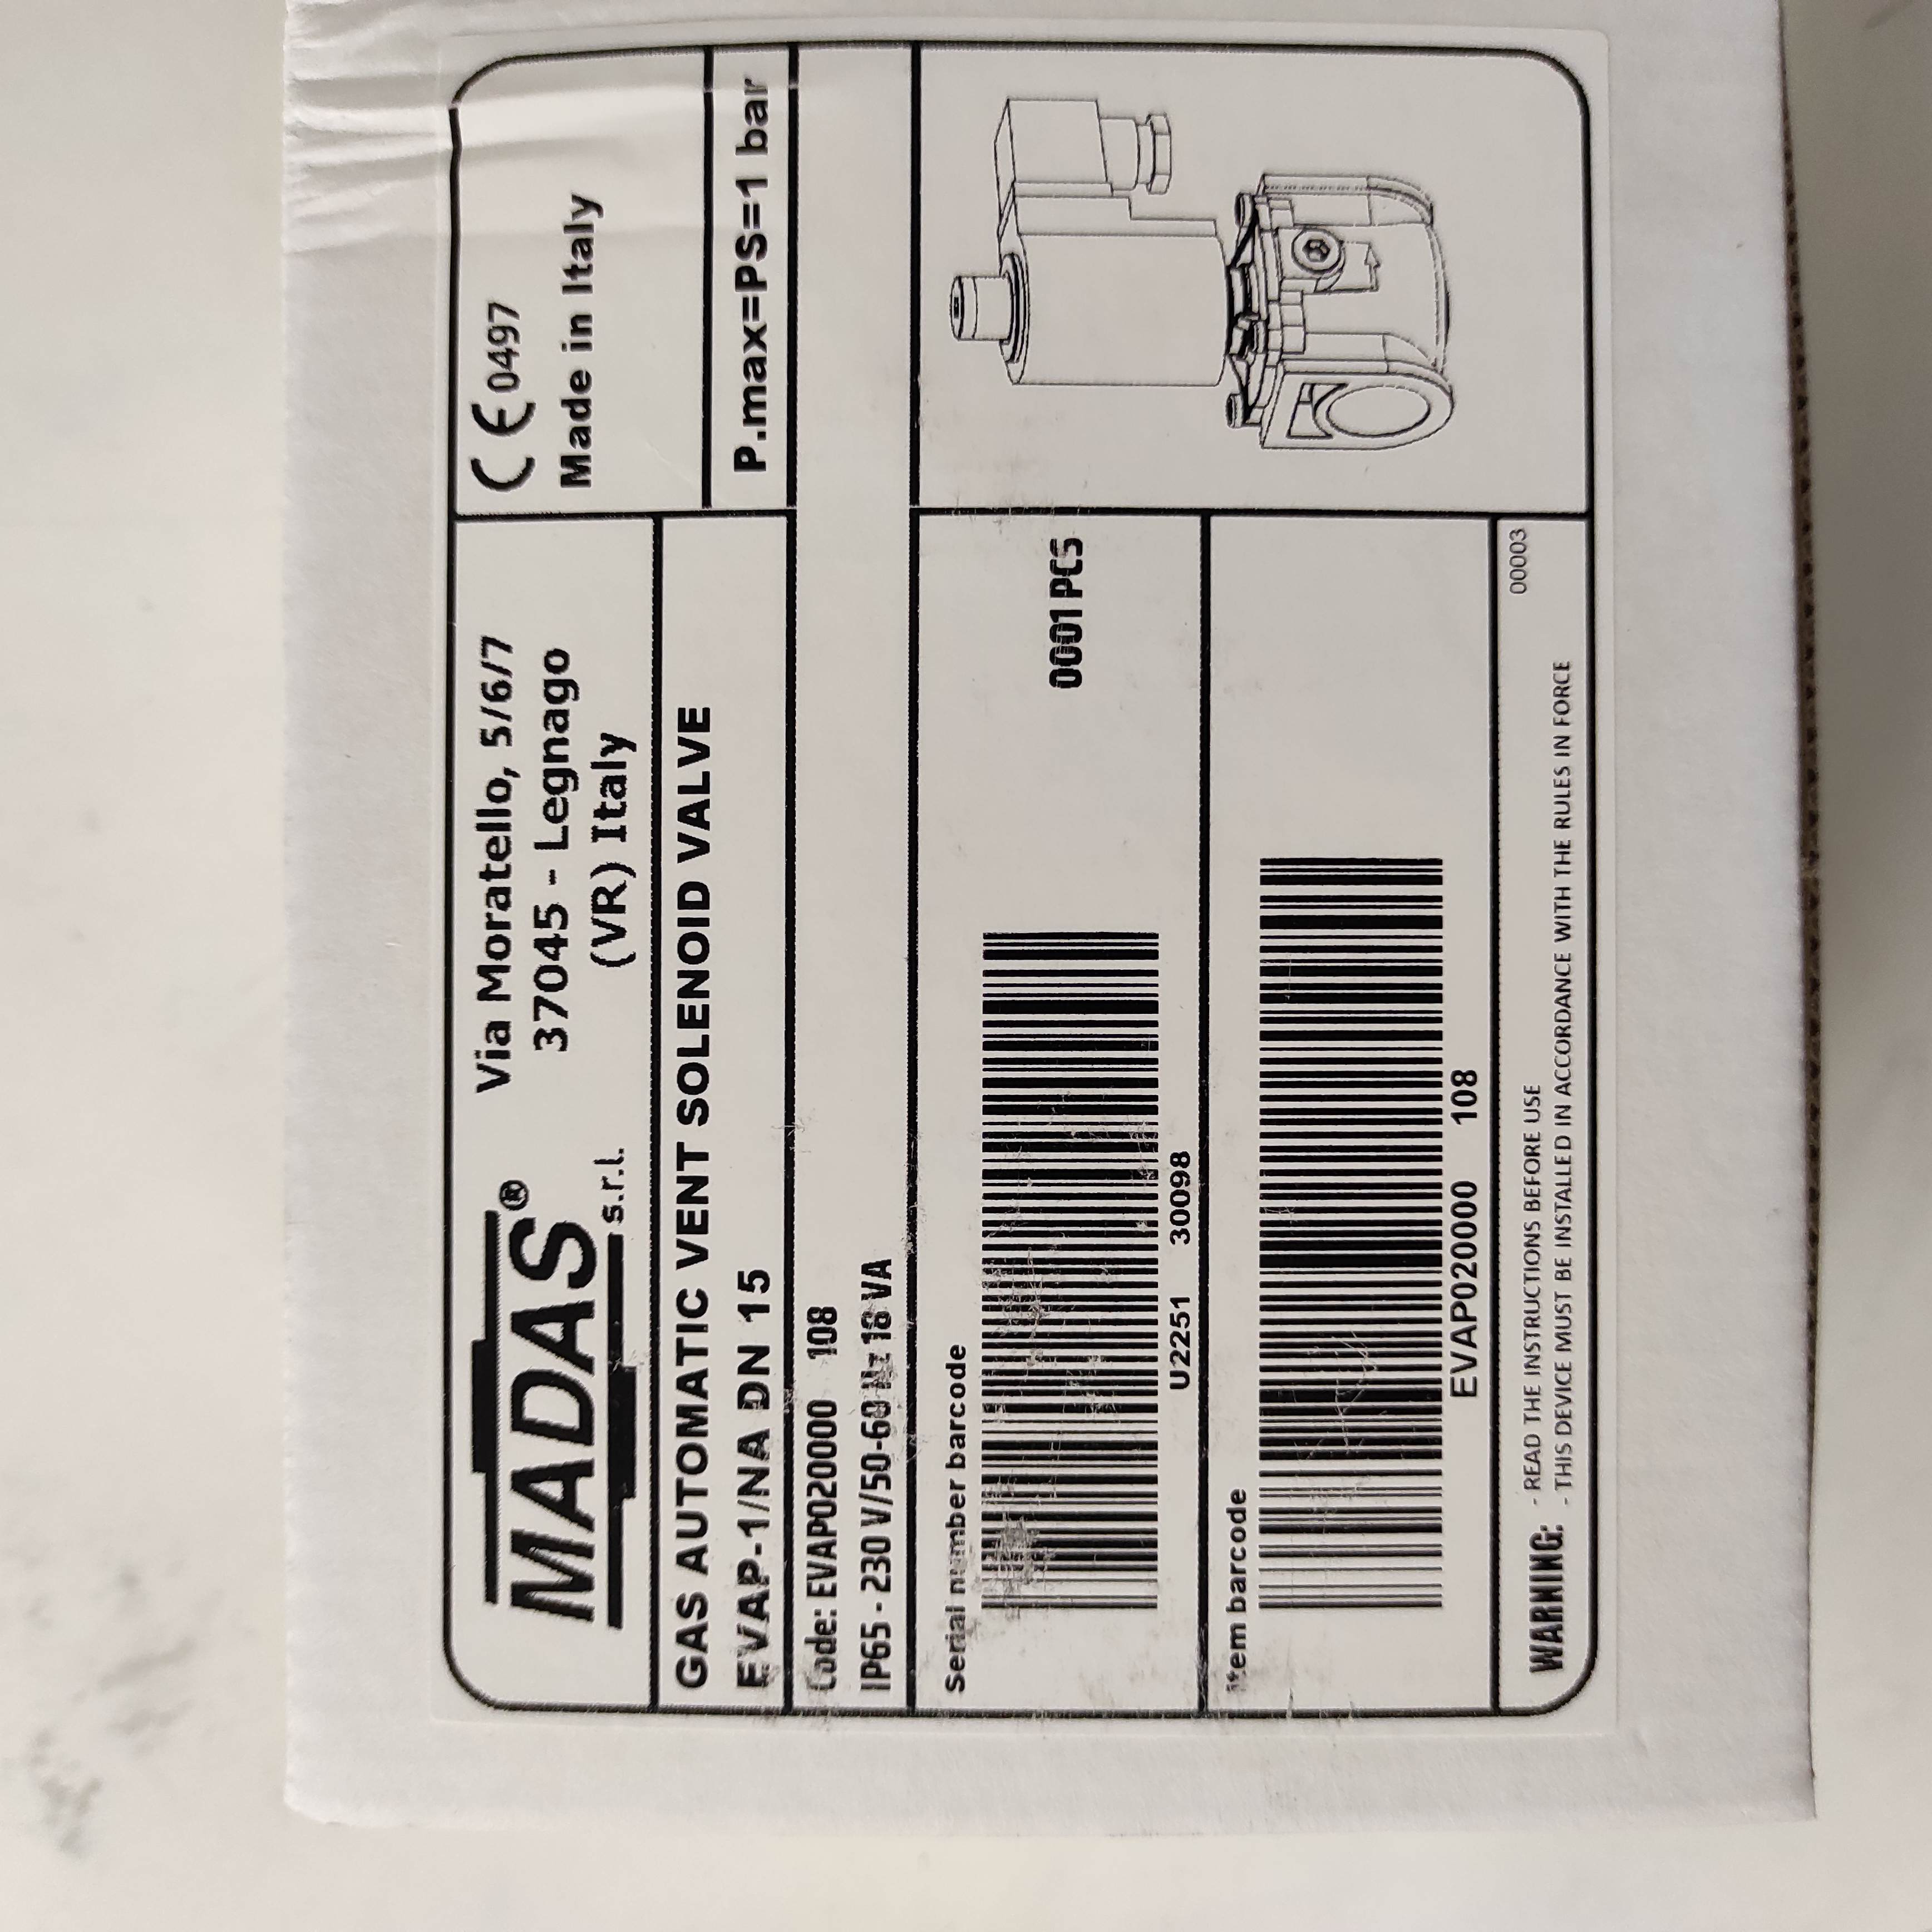 MADAS®
s.r.l.
Via Moratello, 5/6/7
37045 - Legnago
(VR) Italy
CE 0497
Made in Italy
GAS AUTOMATIC VENT SOLENOID VALVE
EVAP-1/NA DN 15
P.max=PS=1 bar
Code: EVAP020000 108
IP65 - 230 V/50-60 Hz 18 VA
Serial number barcode
0001 PCS
U2251 30098
Item barcode
EVAP020000 108
WARNING: - READ THE INSTRUCTIONS BEFORE USE
- THIS DEVICE MUST BE INSTALLED IN ACCORDANCE WITH THE RULES IN FORCE
00003